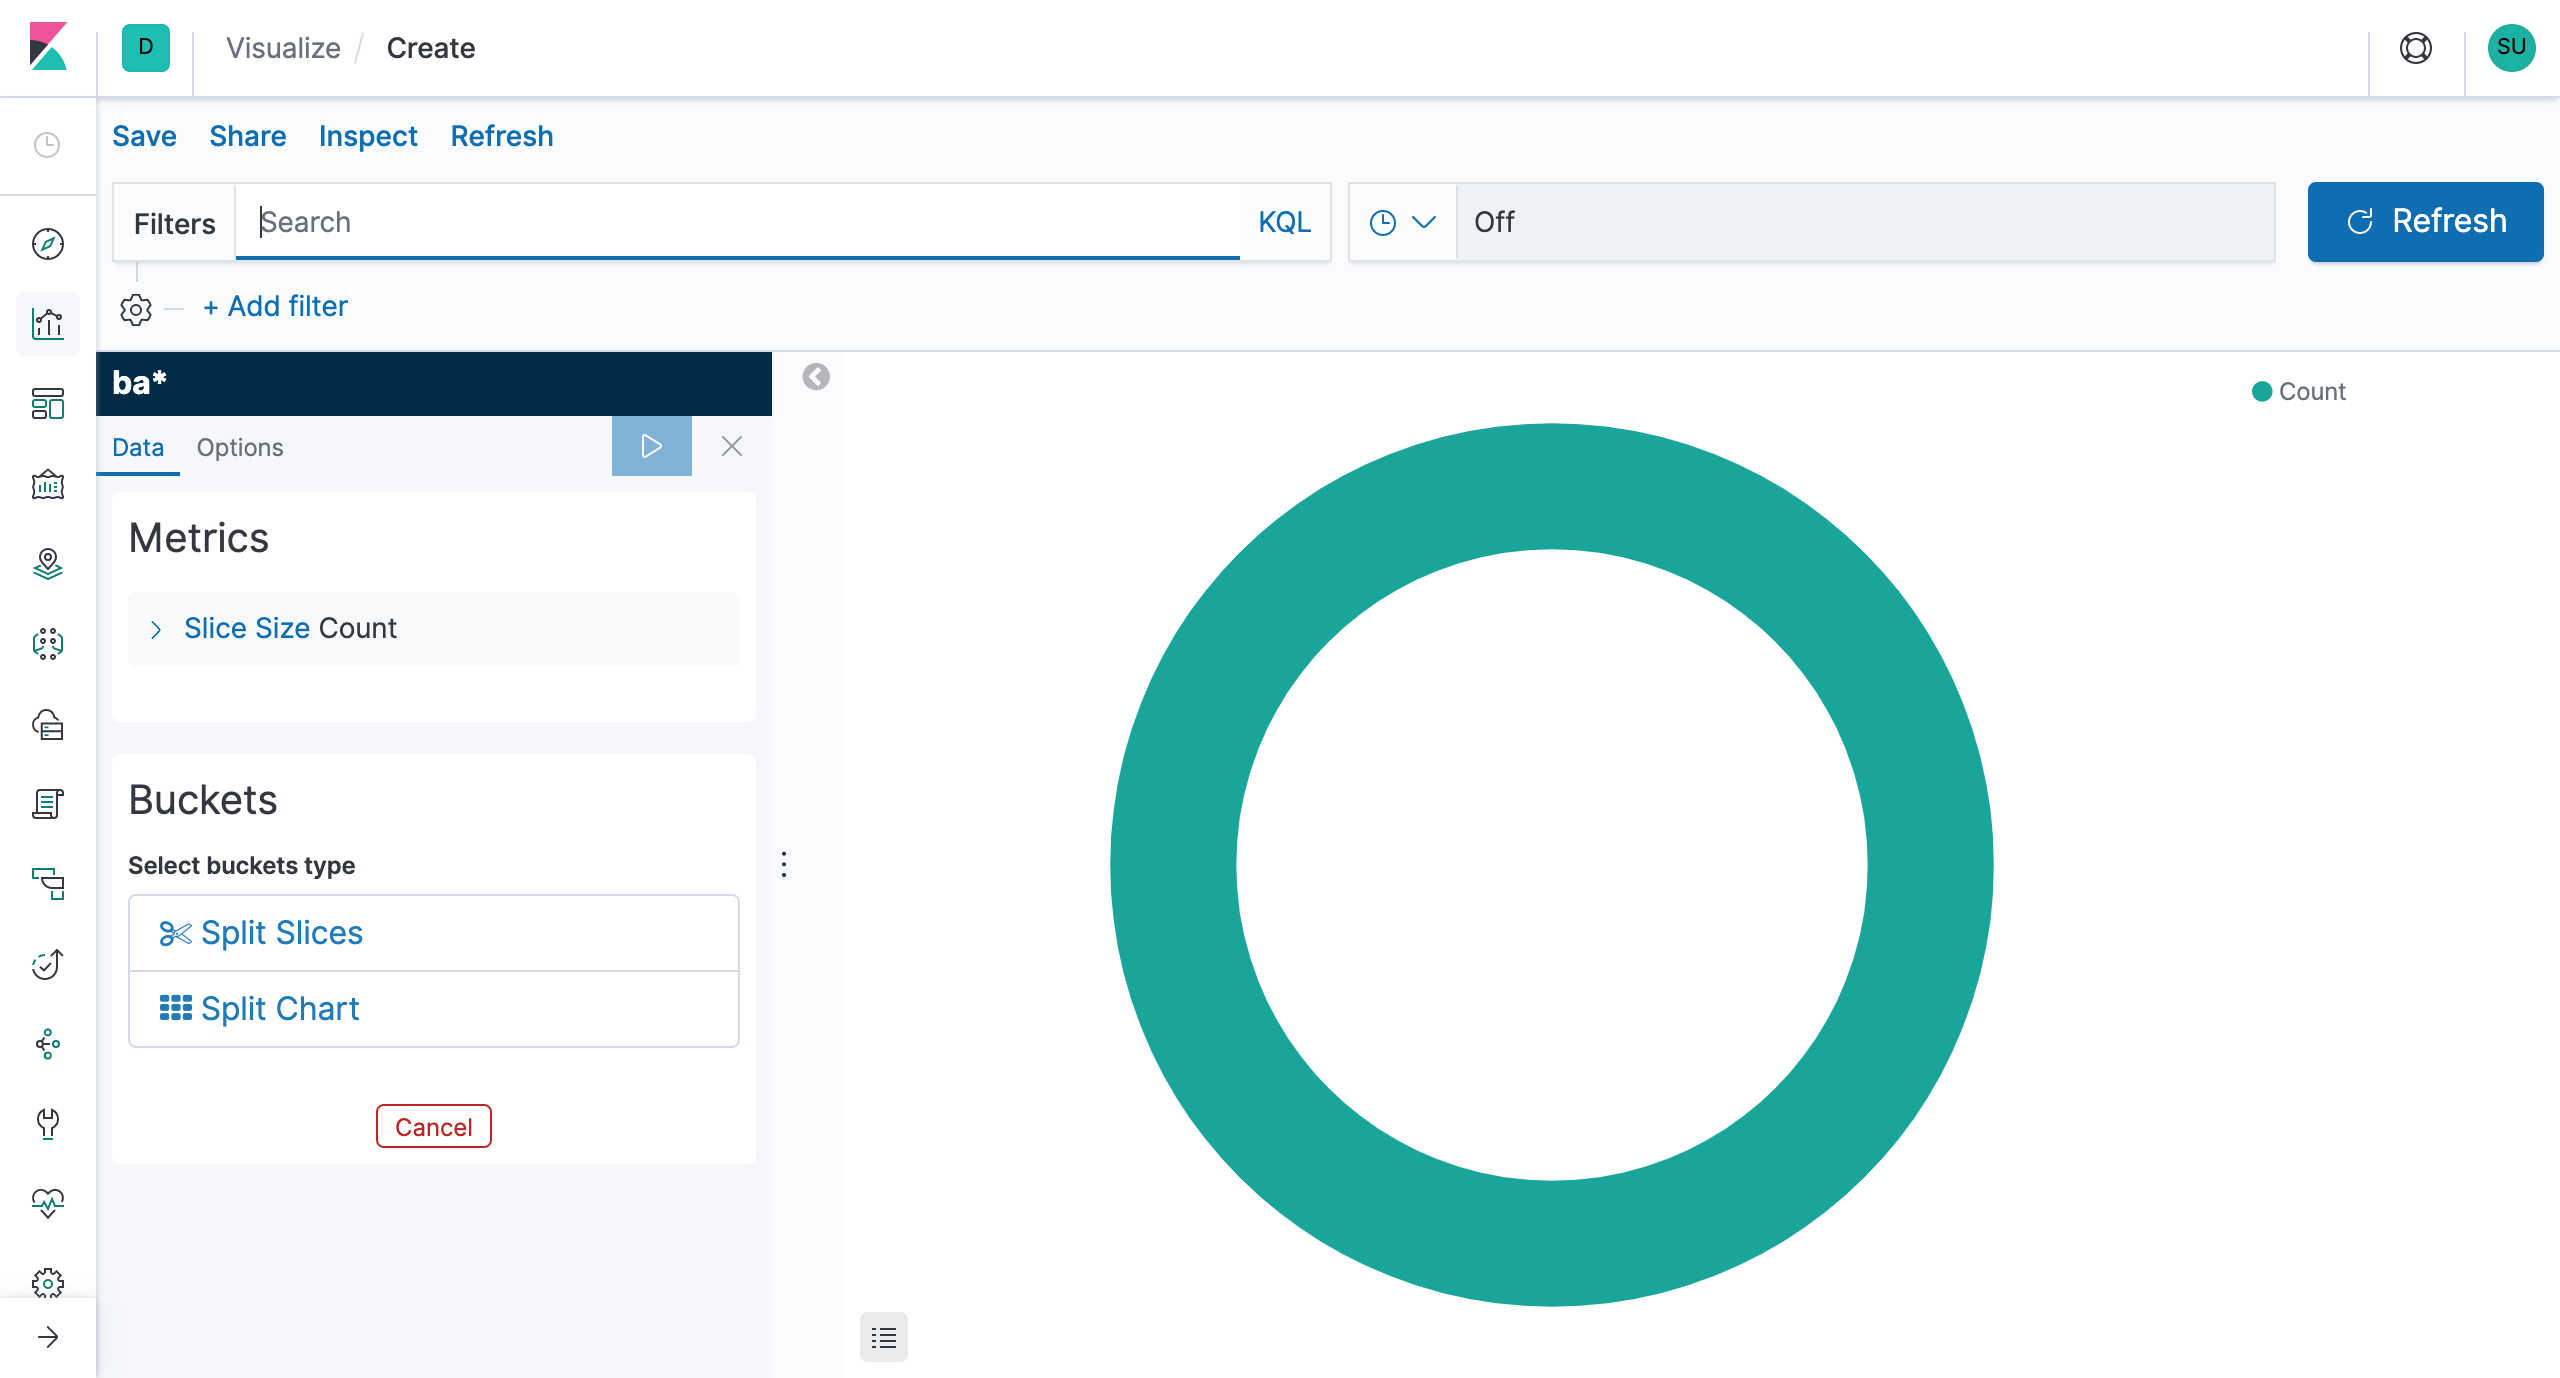 D
Visualize / Create
SU
Save Share Inspect Refresh
Filters Search KQL Off Refresh
+ Add filter
ba*
Count
Data Options
Metrics
Slice Size Count
Buckets
Select buckets type
Split Slices
Split Chart
Cancel